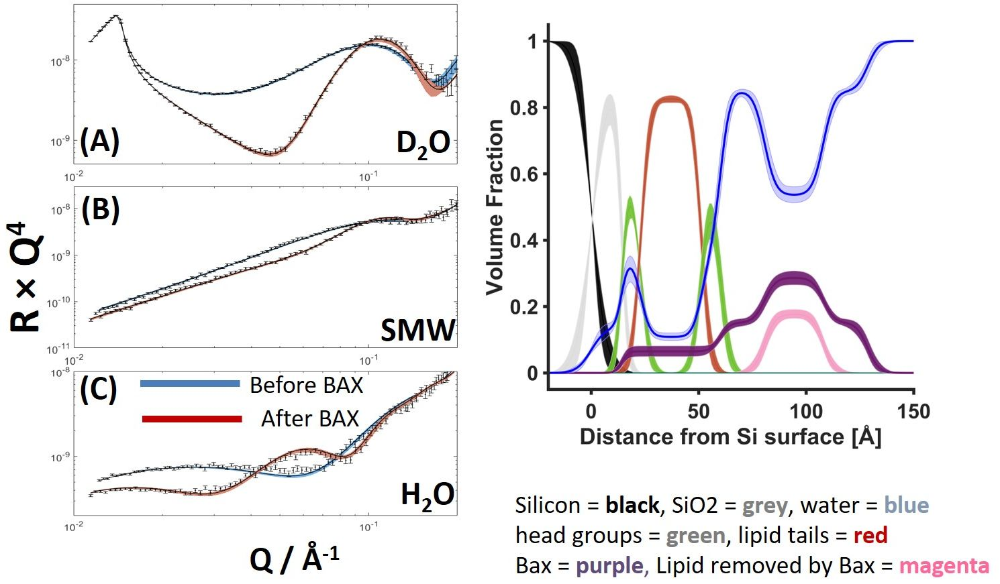 10⁻⁸
10⁻⁹
(A)
D₂O
10⁻² 10⁻¹
10⁻⁸
(B)
10⁻⁹
10⁻¹⁰
SMW
10⁻¹¹
10⁻² 10⁻¹
10⁻⁸
(C)
Before BAX
After BAX
10⁻⁹
H₂O
10⁻² 10⁻¹
R × Q⁴
Q / Å⁻¹
1
0.8
0.6
0.4
0.2
0
Volume Fraction
0 50 100 150
Distance from Si surface [Å]
Silicon = black, SiO2 = grey, water = blue
head groups = green, lipid tails = red
Bax = purple, Lipid removed by Bax = magenta